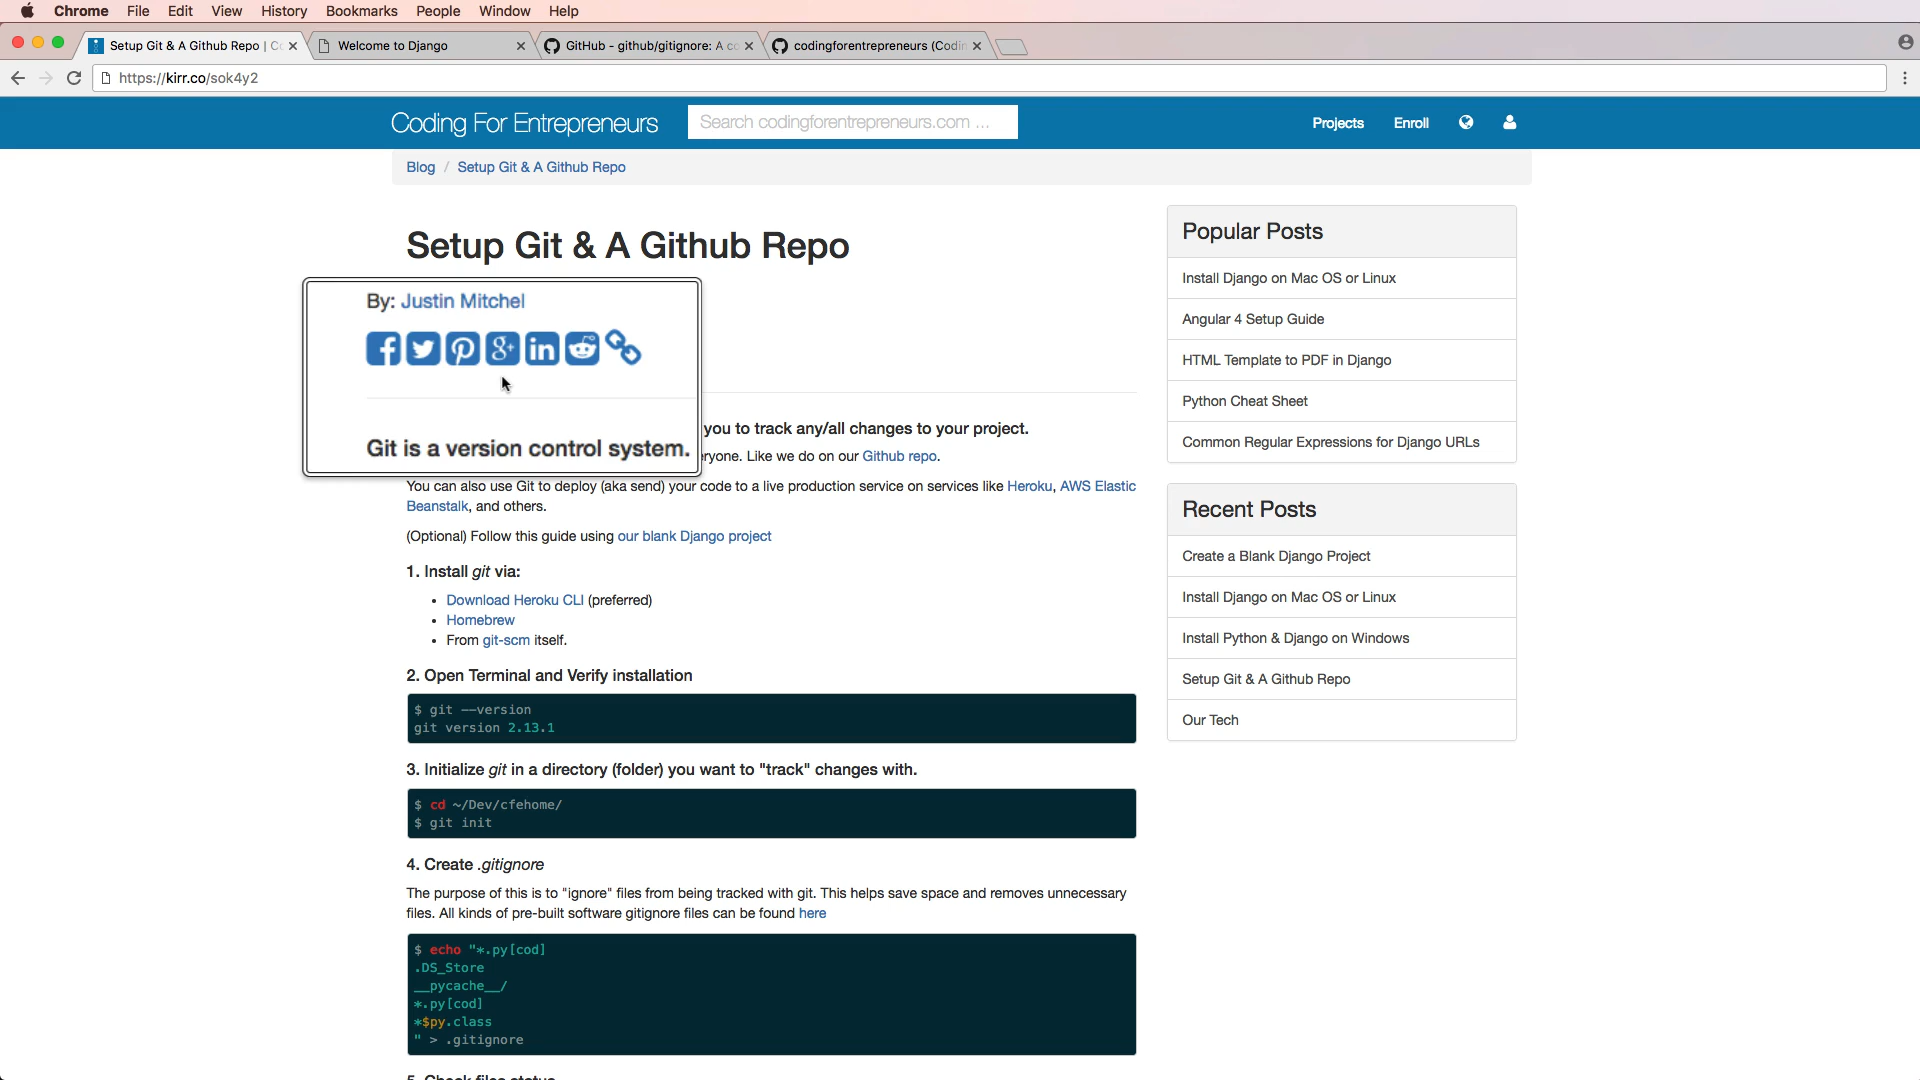 Chrome File Edit View History Bookmarks People Window Help
Setup Git & A Github Repo | C
Welcome to Django
GitHub - github/gitignore: A co
codingforentrepreneurs (Codin
https://kirr.co/sok4y2
Coding For Entrepreneurs
Search codingforentrepreneurs.com ...
Projects
Enroll
Blog / Setup Git & A Github Repo
Setup Git & A Github Repo
By: Justin Mitchel
Git is a version control system.
you to track any/all changes to your project.
ryone. Like we do on our Github repo.
You can also use Git to deploy (aka send) your code to a live production service on services like Heroku, AWS Elastic
Beanstalk, and others.
(Optional) Follow this guide using our blank Django project
1. Install git via:
• Download Heroku CLI (preferred)
• Homebrew
• From git-scm itself.
2. Open Terminal and Verify installation
$ git --version
git version 2.13.1
3. Initialize git in a directory (folder) you want to "track" changes with.
$ cd ~/Dev/cfehome/
$ git init
4. Create .gitignore
The purpose of this is to "ignore" files from being tracked with git. This helps save space and removes unnecessary
files. All kinds of pre-built software gitignore files can be found here
$ echo "*.py[cod]
.DS_Store
__pycache__/
*.py[cod]
*$py.class
" > .gitignore
5. Check files status
Popular Posts
Install Django on Mac OS or Linux
Angular 4 Setup Guide
HTML Template to PDF in Django
Python Cheat Sheet
Common Regular Expressions for Django URLs
Recent Posts
Create a Blank Django Project
Install Django on Mac OS or Linux
Install Python & Django on Windows
Setup Git & A Github Repo
Our Tech